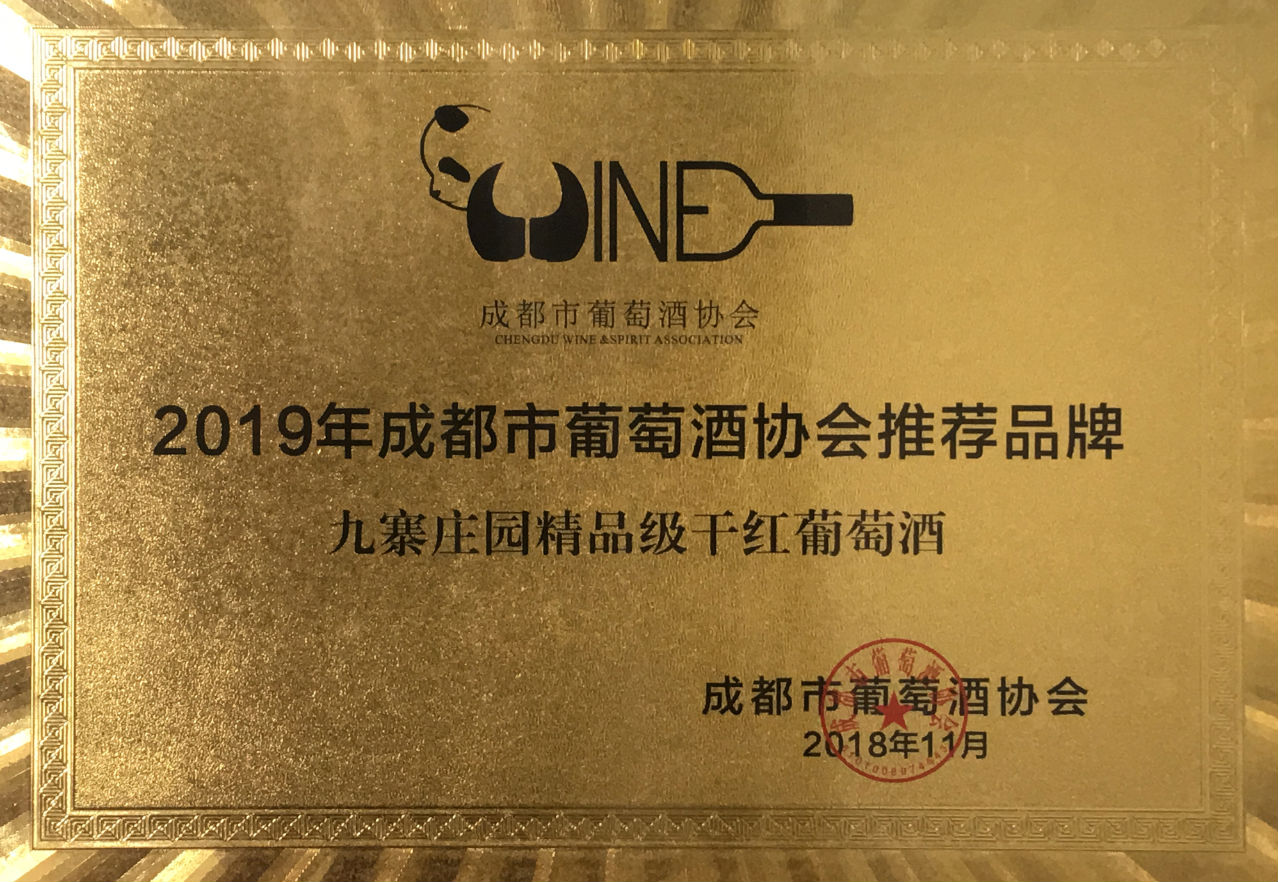 WINE
成都市葡萄酒协会
CHENGDU WINE &SPIRIT ASSOCIATION
2019年成都市葡萄酒协会推荐品牌
九寨庄园精品级干红葡萄酒
成都市葡萄酒协会
2018年11月